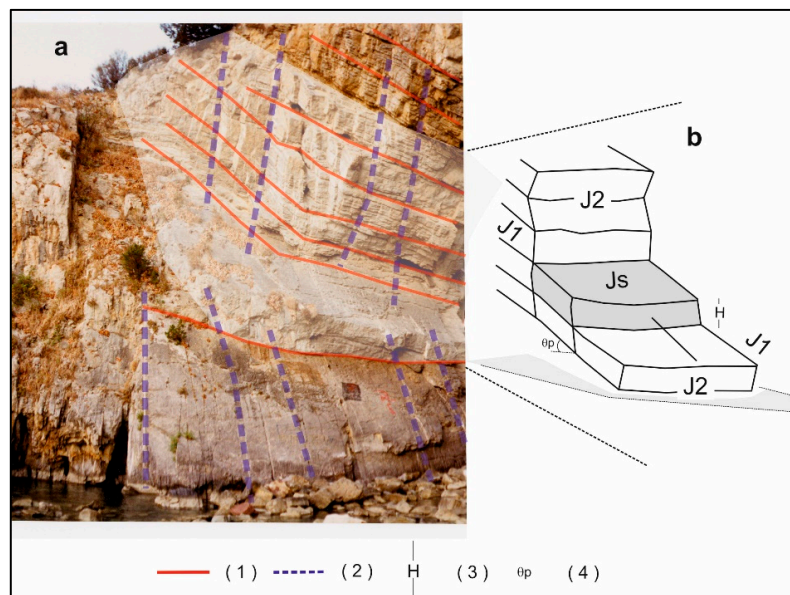 a
b
J2
J1
Js
H
θp
J1
J2
(1) (2) H (3) θp (4)